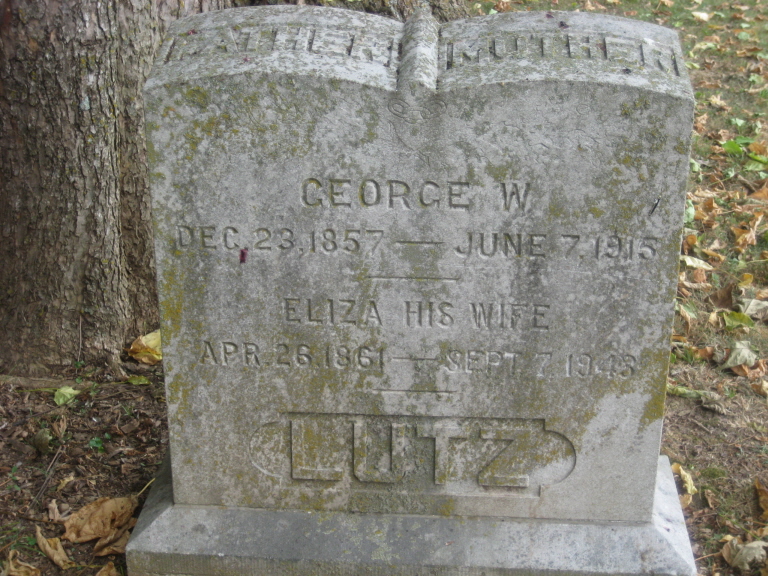 FATHER MOTHER
GEORGE W.
DEC. 23, 1857 — JUNE 7, 1915
ELIZA HIS WIFE
APR. 26, 1861 — SEPT. 7, 1943
LUTZ